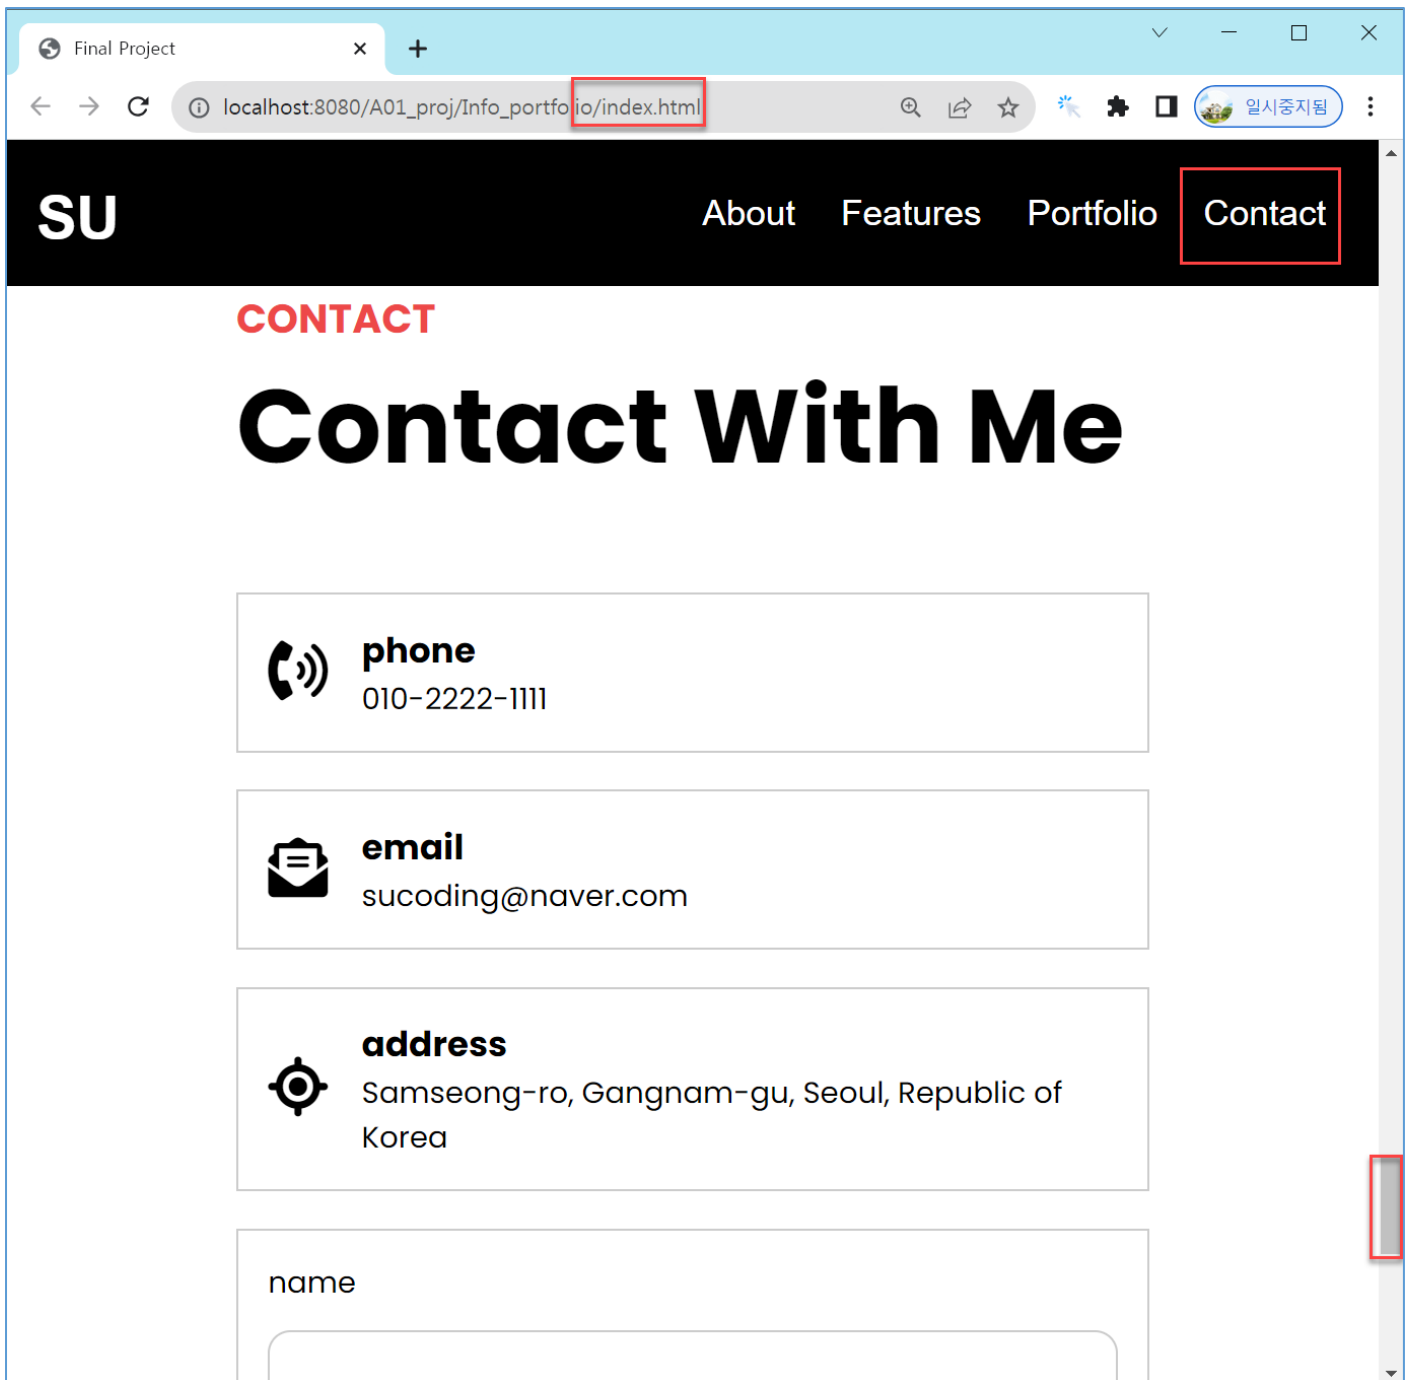 Final Project
localhost:8080/A01_proj/Info_portfolio/index.html
일시중지됨
SU
About Features Portfolio Contact
CONTACT
Contact With Me
phone
010-2222-1111
email
sucoding@naver.com
address
Samseong-ro, Gangnam-gu, Seoul, Republic of
Korea
name